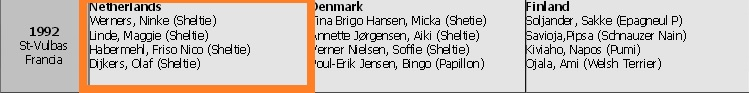 1992
St-Vulbas
Francia
Netherlands
Werners, Ninke (Sheltie)
Linde, Maggie (Sheltie)
Habermehl, Friso Nico (Sheltie)
Dijkers, Olaf (Sheltie)
Denmark
Tina Brigo Hansen, Micka (Shetie)
Annette Jørgensen, Aiki (Sheltie)
Verner Nielsen, Soffie (Sheltie)
Poul-Erik Jensen, Bingo (Papillon)
Finland
Soljander, Sakke (Epagneul P)
Savioja,Pipsa (Schnauzer Nain)
Kiviaho, Napos (Pumi)
Ojala, Ami (Welsh Terrier)